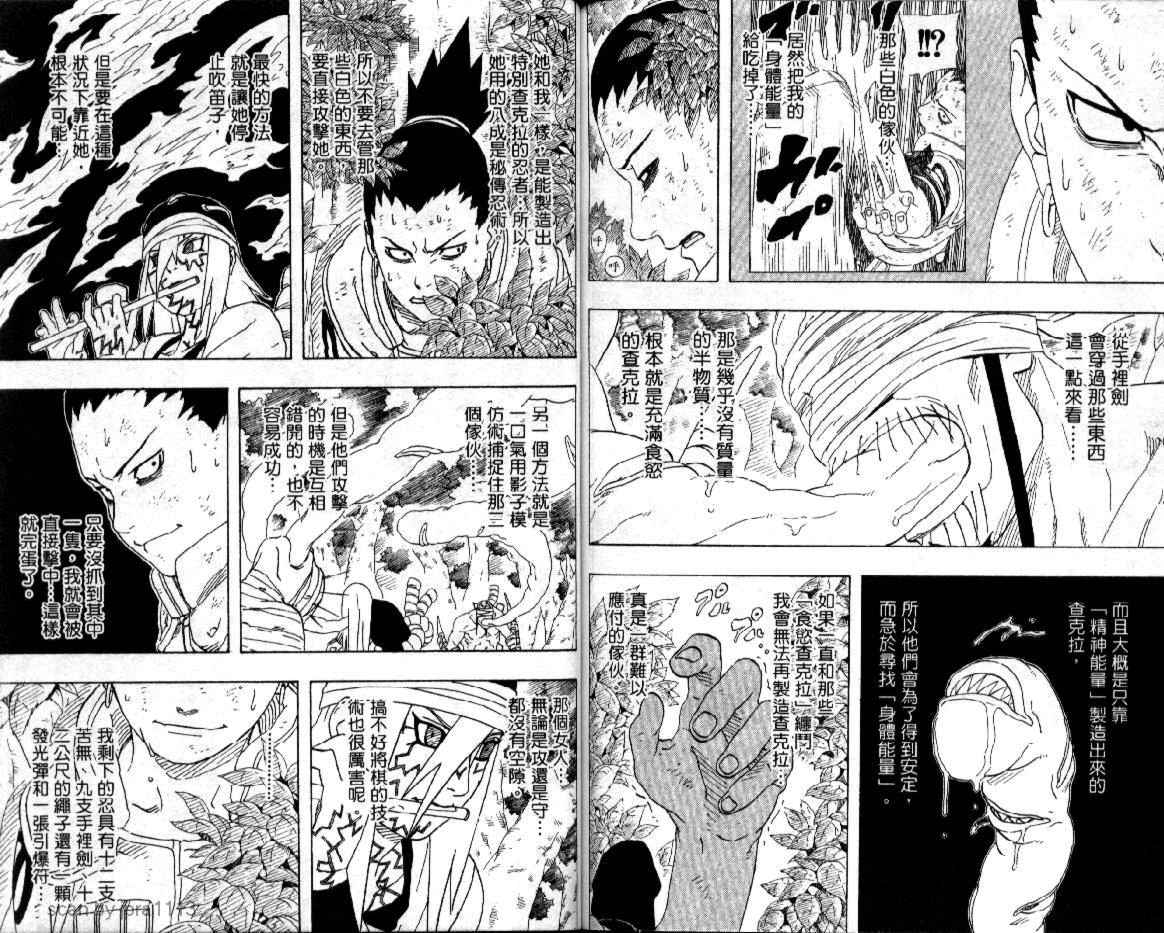 !!?
那些白色的傢伙…
居然把我的
「身體能量」
給吃掉了……
ズ
ズ
プ
從手裡劍
會穿過那些東西
這一點來看……
那是幾乎沒有質量
的半物質……
根本就是充滿食慾
的查克拉。
而且大概是只靠
「精神能量」製造出來的
查克拉，
所以他們會為了得到安定，
而急於尋找「身體能量」。
如果一直和那些
「食慾查克拉」纏鬥，
我會無法再製造查克拉…
真是一群難以
應付的傢伙。
プル
プル
她和我一樣，是能製造出
特別查克拉的忍者；所以
她用的八成是秘傳忍術…
所以不要去管那
些白色的東西…
要直接攻擊她。
最快的方法
就是讓她停
止吹笛子，
但是要在這種
狀況下靠近她，
根本不可能…
另一個方法就是
一口氣用影子模
仿術捕捉住那三
個傢伙……
但是他們攻擊
的時機是互相
錯開的，也不
容易成功…
只要沒抓到其中
一隻，我就會被
直接擊中…這樣
就完蛋了。
那個女人…
無論是攻還是守…
都沒有空隙。
搞不好將棋的技
術也很厲害呢。
我剩下的忍具有十二支
苦無、九支手裡劍、十
二公尺的繩子還有一顆
發光彈和一張引爆符…